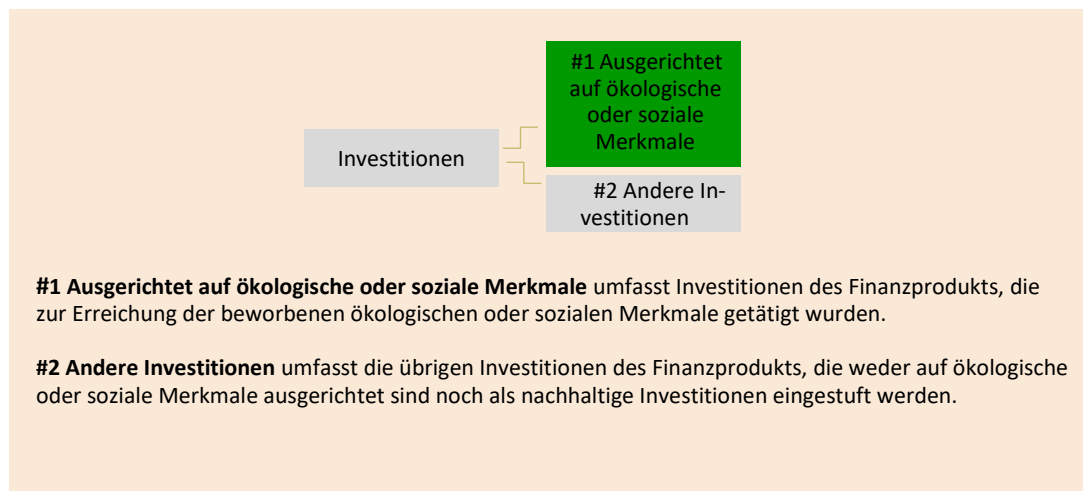 #1 Ausgerichtet
auf ökologische
oder soziale
Merkmale
Investitionen
#2 Andere In-
vestitionen
#1 Ausgerichtet auf ökologische oder soziale Merkmale umfasst Investitionen des Finanzprodukts, die
zur Erreichung der beworbenen ökologischen oder sozialen Merkmale getätigt wurden.
#2 Andere Investitionen umfasst die übrigen Investitionen des Finanzprodukts, die weder auf ökologische
oder soziale Merkmale ausgerichtet sind noch als nachhaltige Investitionen eingestuft werden.